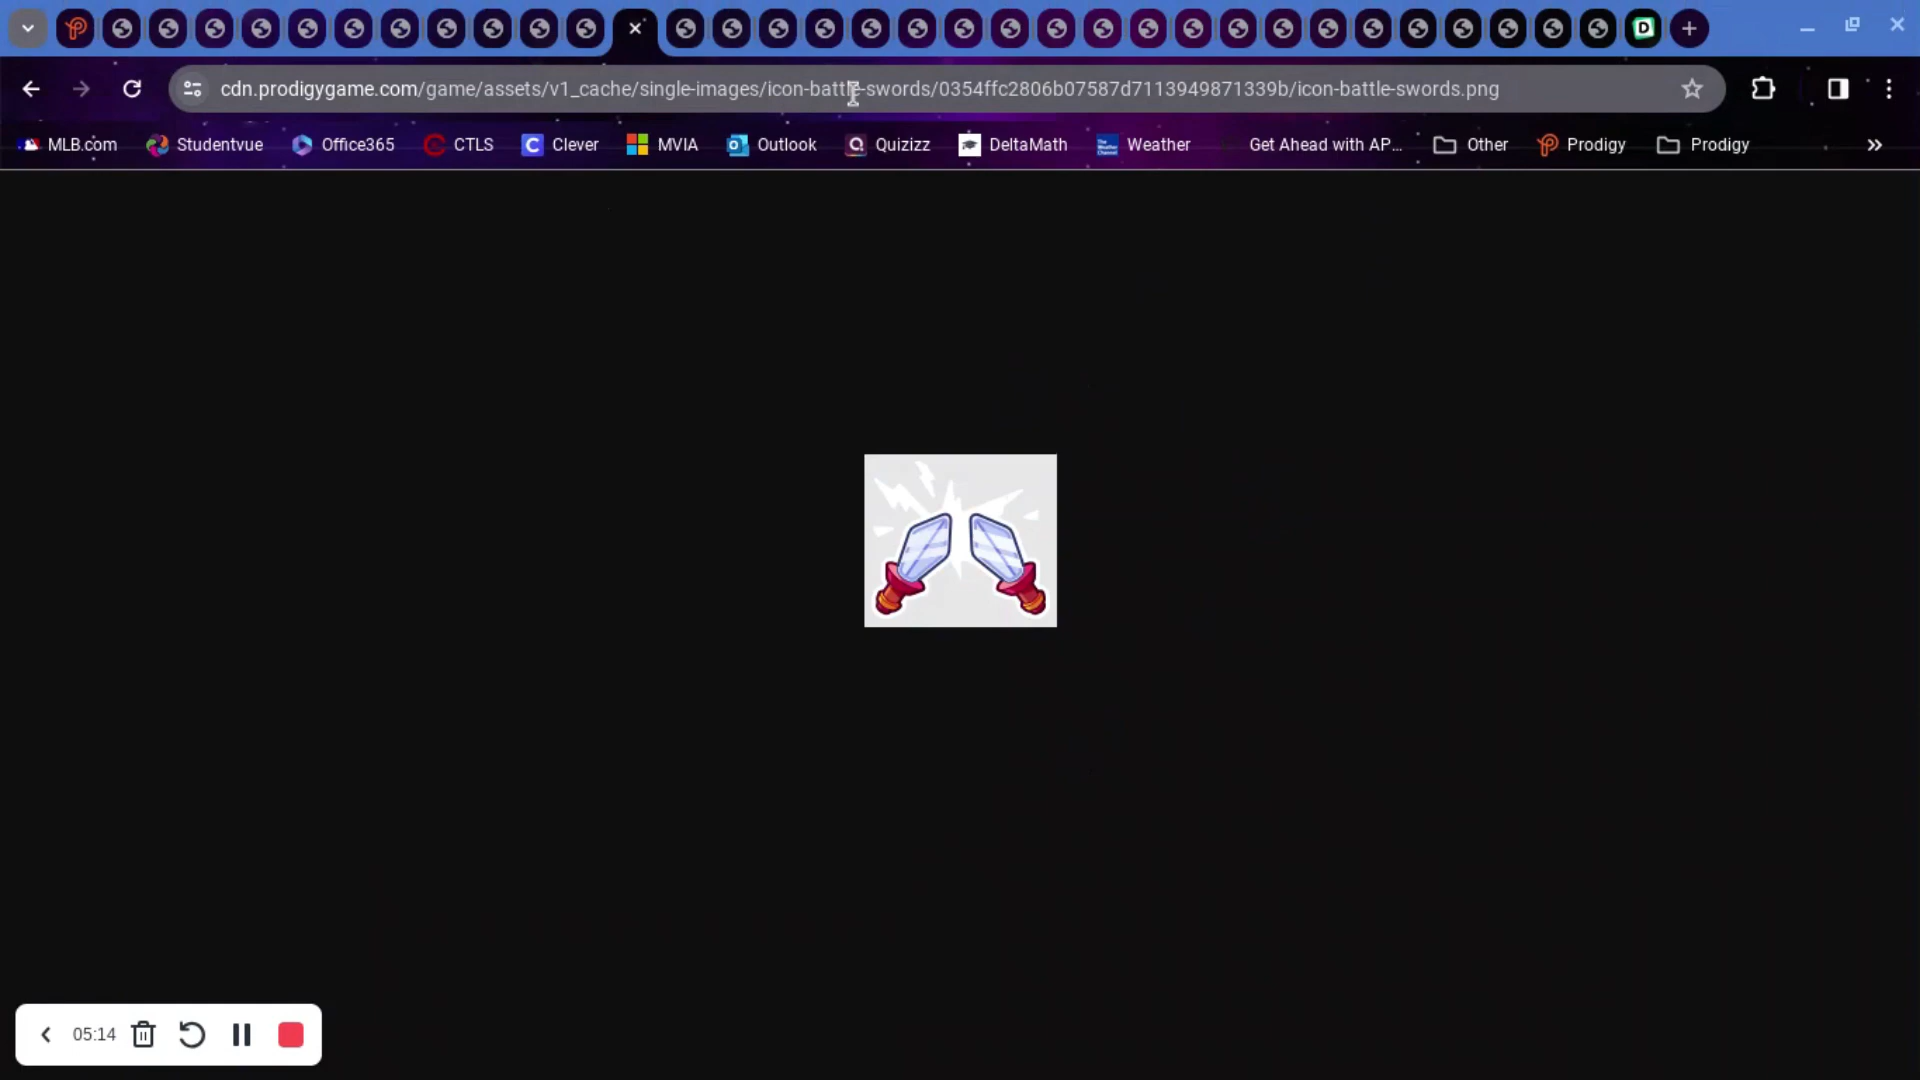 cdn.prodigygame.com/game/assets/v1_cache/single-images/icon-battle-swords/0354ffc2806b07587d7113949871339b/icon-battle-swords.png
MLB.com Studentvue Office365 CTLS Clever MVIA Outlook Quizizz DeltaMath Weather Get Ahead with AP... Other Prodigy Prodigy
05:14